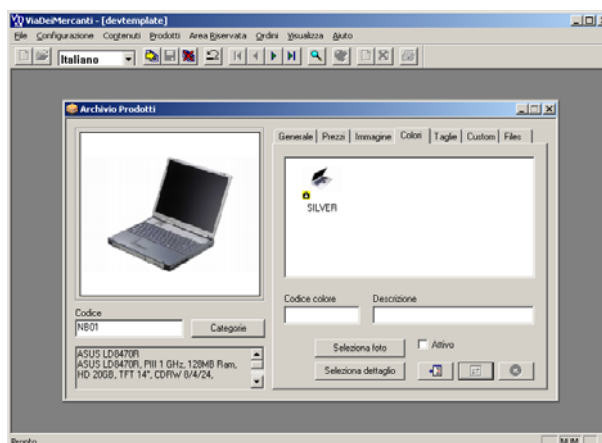 ViaDeiMercanti - [devtemplate]
File Configurazione Contenuti Prodotti Area Riservata Ordini Visualizza Aiuto
Italiano
Archivio Prodotti
Generale Prezzi Immagine Colori Taglie Custom Files
SILVER
Codice colore Descrizione
Codice
NB01 Categorie
Seleziona foto Attivo
ASUS LD8470R
ASUS LD8470R, PIII 1 GHz, 128MB Ram,
HD 20GB, TFT 14", CDRW 8/4/24,
Seleziona dettaglio
Pronto NUM